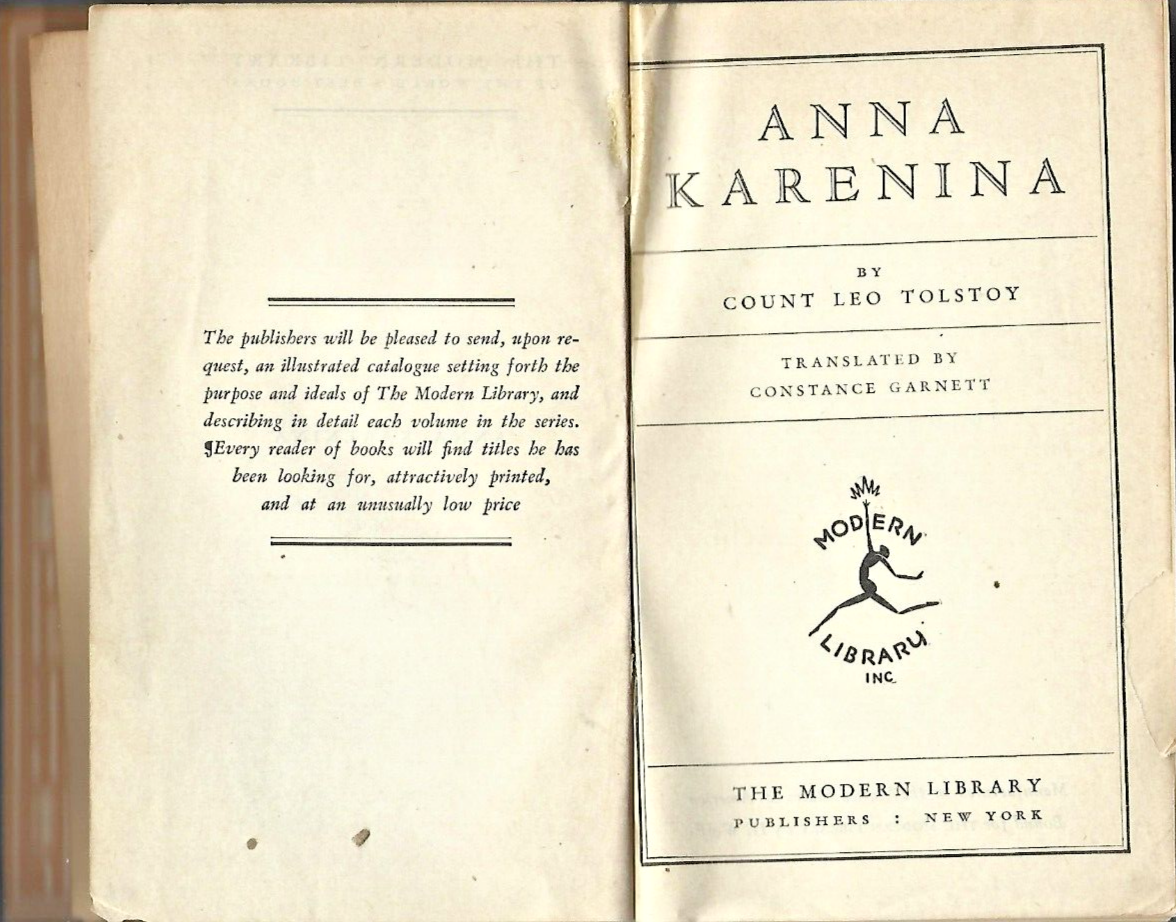 The publishers will be pleased to send, upon re-
quest, an illustrated catalogue setting forth the
purpose and ideals of The Modern Library, and
describing in detail each volume in the series.
¶Every reader of books will find titles he has
been looking for, attractively printed,
and at an unusually low price
ANNA
KARENINA
BY
COUNT LEO TOLSTOY
TRANSLATED BY
CONSTANCE GARNETT
MODERN
LIBRARY
INC
THE MODERN LIBRARY
PUBLISHERS : NEW YORK